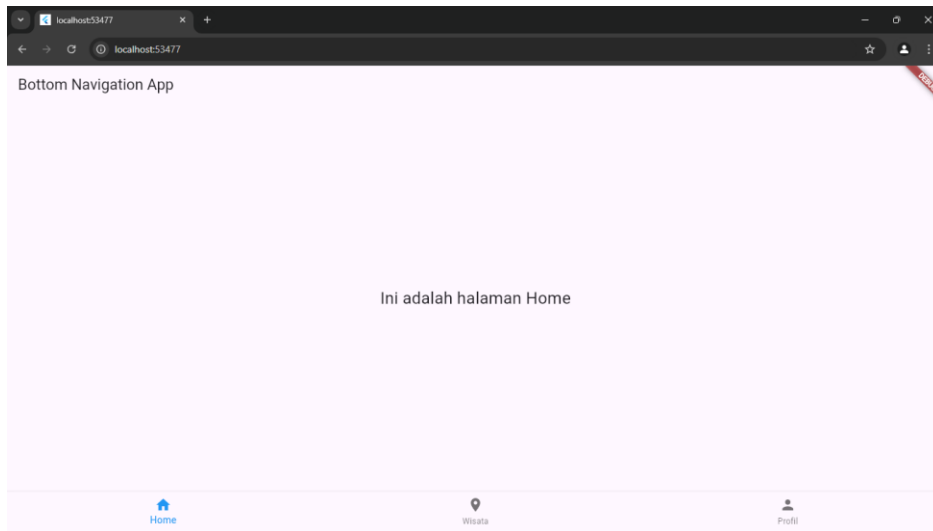 localhost:53477
localhost:53477
Bottom Navigation App
Ini adalah halaman Home
Home
Wisata
Profil